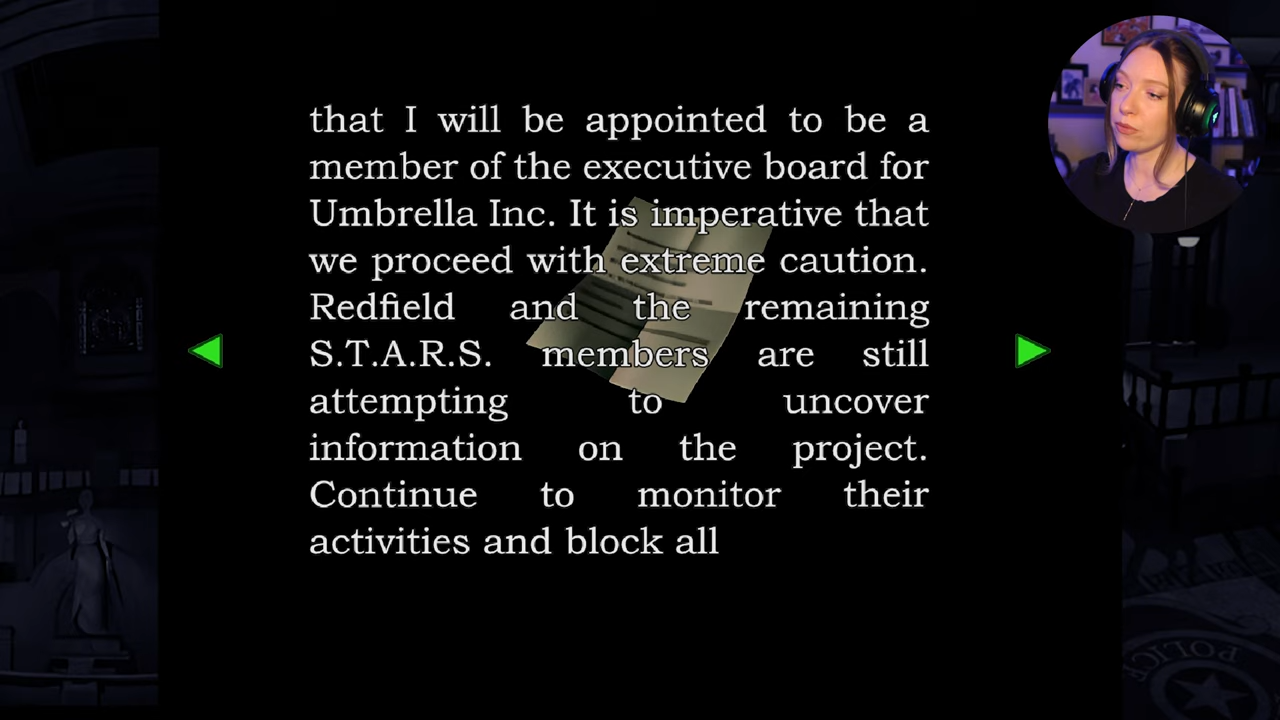 that I will be appointed to be a
member of the executive board for
Umbrella Inc. It is imperative that
we proceed with extreme caution.
Redfield and the remaining
S.T.A.R.S. members are still
attempting to uncover
information on the project.
Continue to monitor their
activities and block all
POLICE